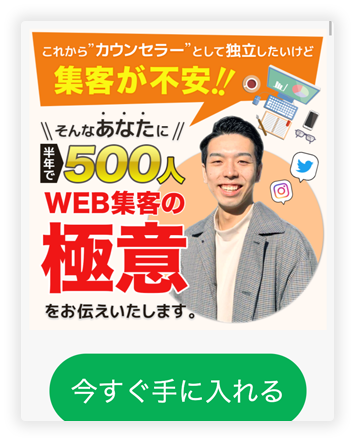 これから”カウンセラー”として独立したいけど
集客が不安!!
\\ そんなあなたに //
半年で500人
WEB集客の
極意
をお伝えいたします。
今すぐ手に入れる